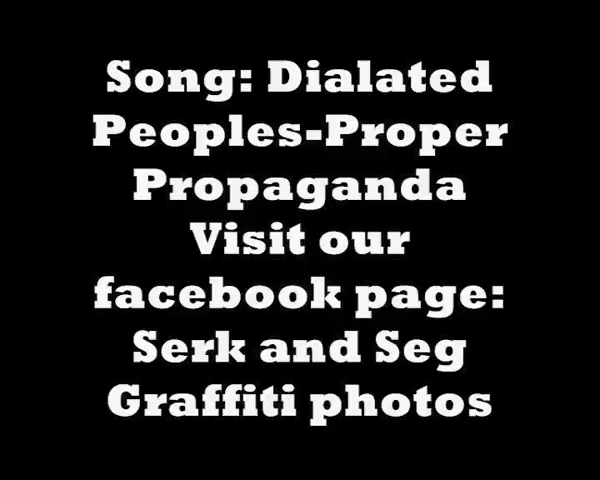 Song: Dialated
Peoples-Proper
Propaganda
Visit our
facebook page:
Serk and Seg
Graffiti photos